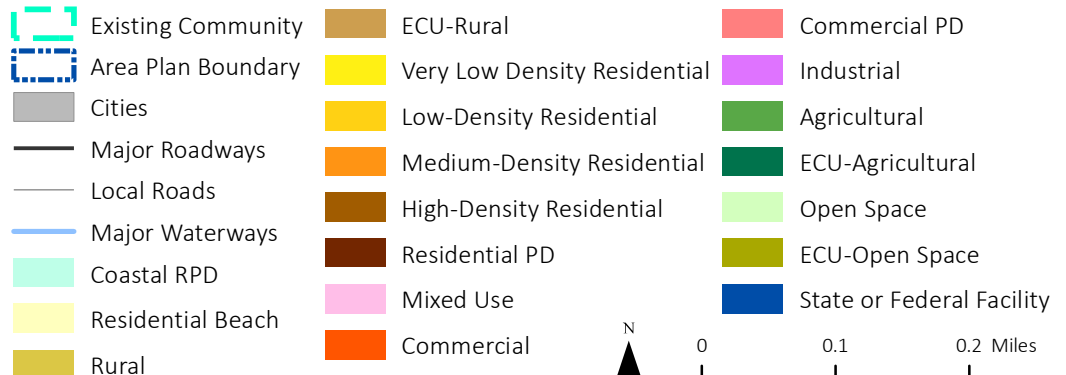 Existing Community
Area Plan Boundary
Cities
Major Roadways
Local Roads
Major Waterways
Coastal RPD
Residential Beach
Rural
ECU-Rural
Very Low Density Residential
Low-Density Residential
Medium-Density Residential
High-Density Residential
Residential PD
Mixed Use
Commercial
Commercial PD
Industrial
Agricultural
ECU-Agricultural
Open Space
ECU-Open Space
State or Federal Facility
N
0 0.1 0.2 Miles